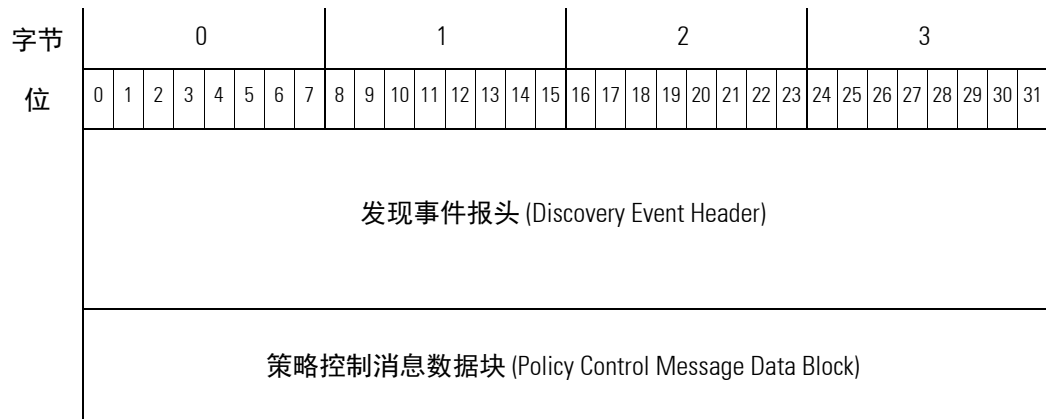 字节 0 1 2 3
位 0 1 2 3 4 5 6 7 8 9 10 11 12 13 14 15 16 17 18 19 20 21 22 23 24 25 26 27 28 29 30 31
发现事件报头 (Discovery Event Header)
策略控制消息数据块 (Policy Control Message Data Block)